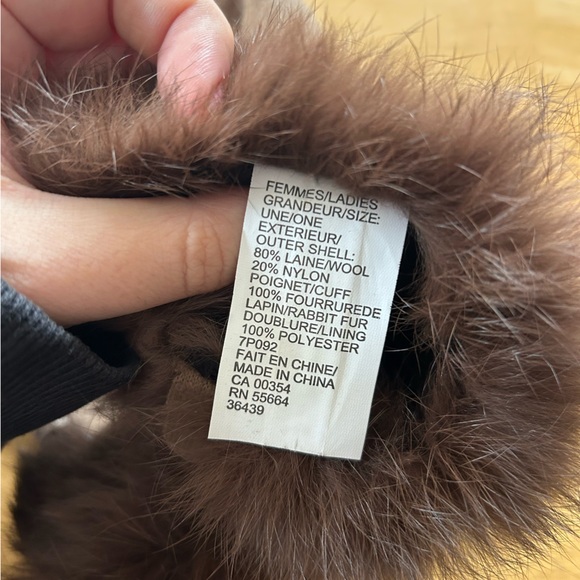 FEMMES/LADIES
GRANDEUR/SIZE:
UNE/ONE
EXTERIEUR/
OUTER SHELL:
80% LAINE/WOOL
20% NYLON
POIGNET/CUFF
100% FOURRUREDE
LAPIN/RABBIT FUR
DOUBLURE/LINING
100% POLYESTER
7P092
FAIT EN CHINE/
MADE IN CHINA
CA 00354
RN 55664
36439